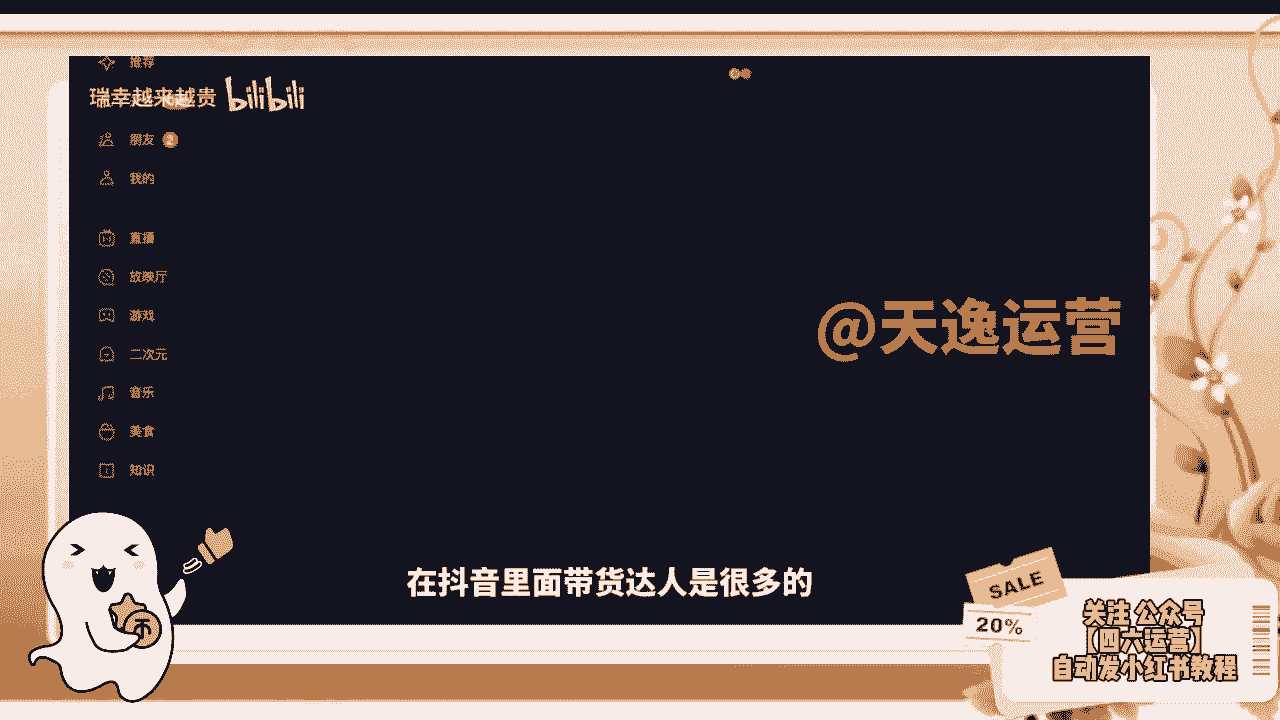 推荐
瑞幸越来越贵 bilibili
朋友 2
我的
直播
放映厅
游戏
二次元
音乐
美食
知识
@天逸运营
在抖音里面带货达人是很多的
SALE
20%
关注 公众号
【四六运营】
自动发小红书教程
币